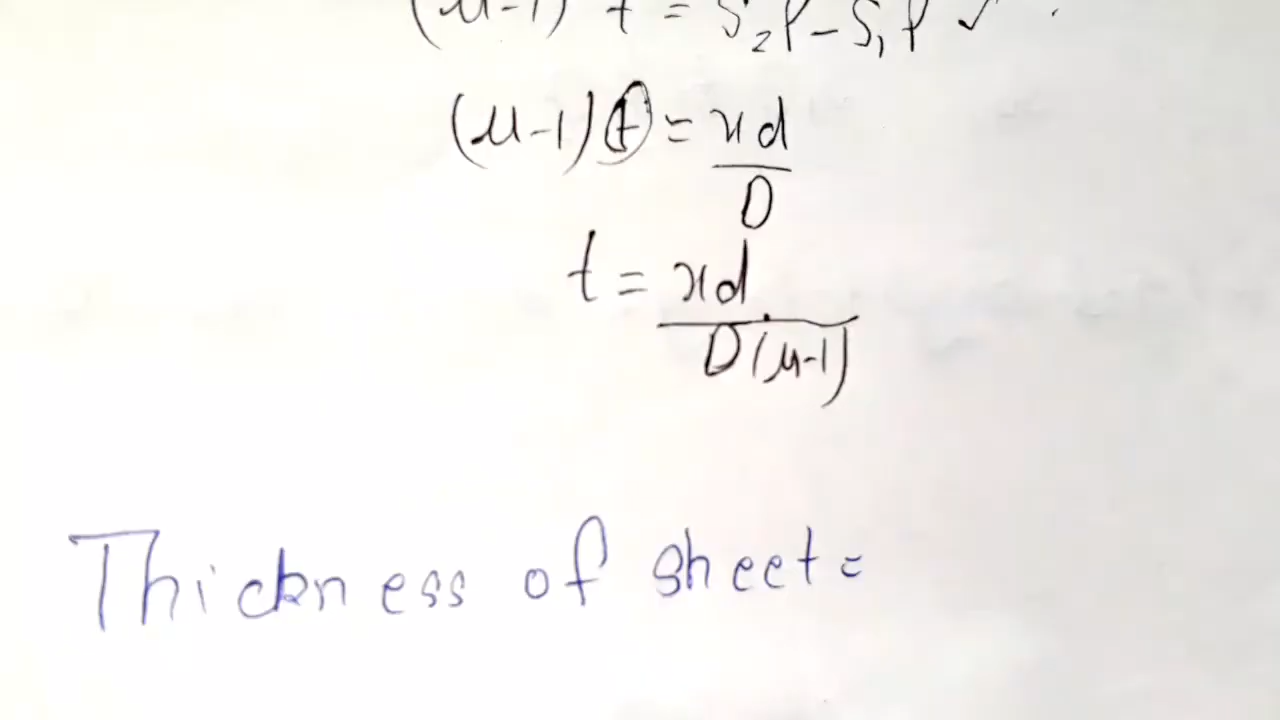 (μ-1) t = S₂P - S₁P ✓
(μ-1) t = xd
D
t = xd
D(μ-1)
Thickness of sheet =